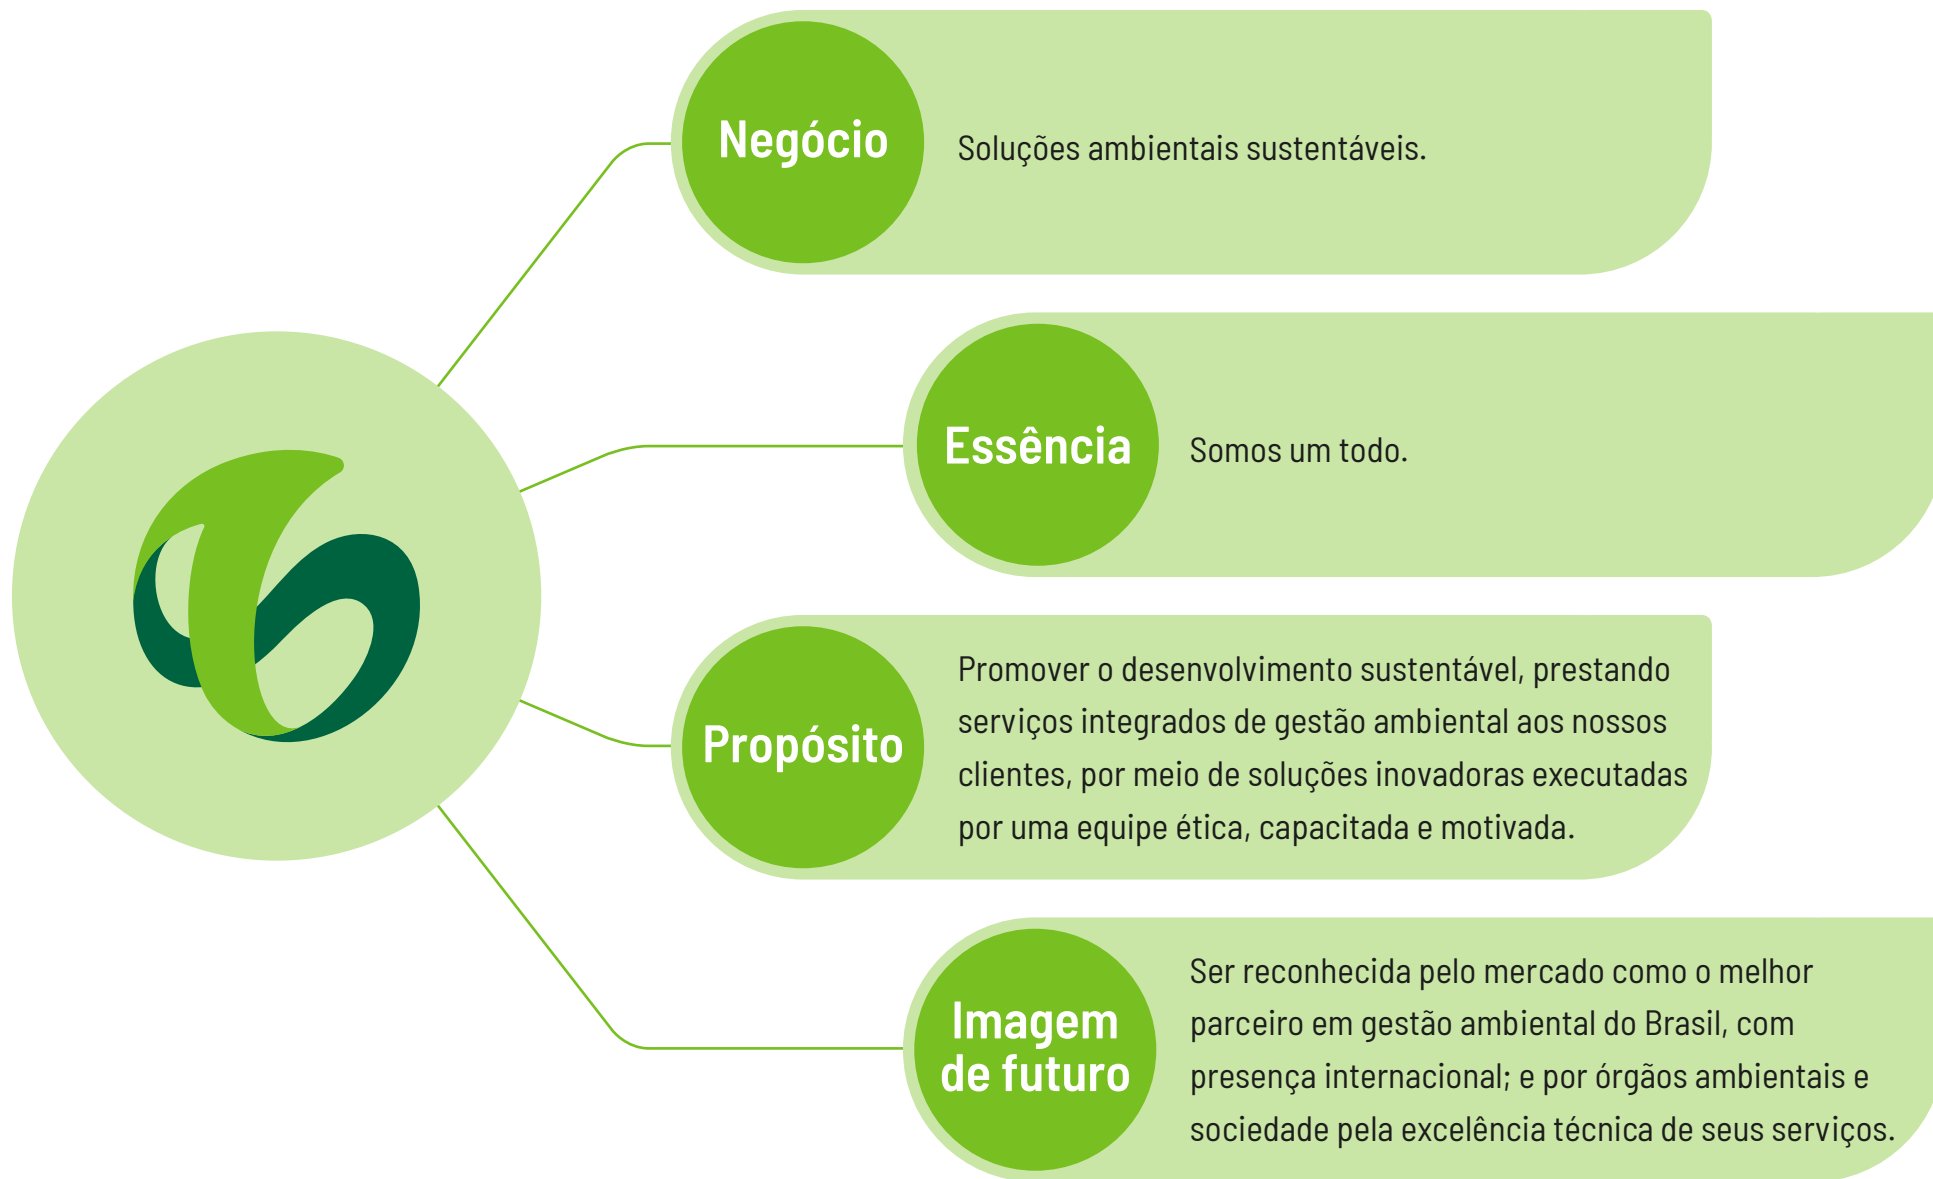 Negócio
Soluções ambientais sustentáveis.
Essência
Somos um todo.
Propósito
Promover o desenvolvimento sustentável, prestando
serviços integrados de gestão ambiental aos nossos
clientes, por meio de soluções inovadoras executadas
por uma equipe ética, capacitada e motivada.
Imagem
de futuro
Ser reconhecida pelo mercado como o melhor
parceiro em gestão ambiental do Brasil, com
presença internacional; e por órgãos ambientais e
sociedade pela excelência técnica de seus serviços.